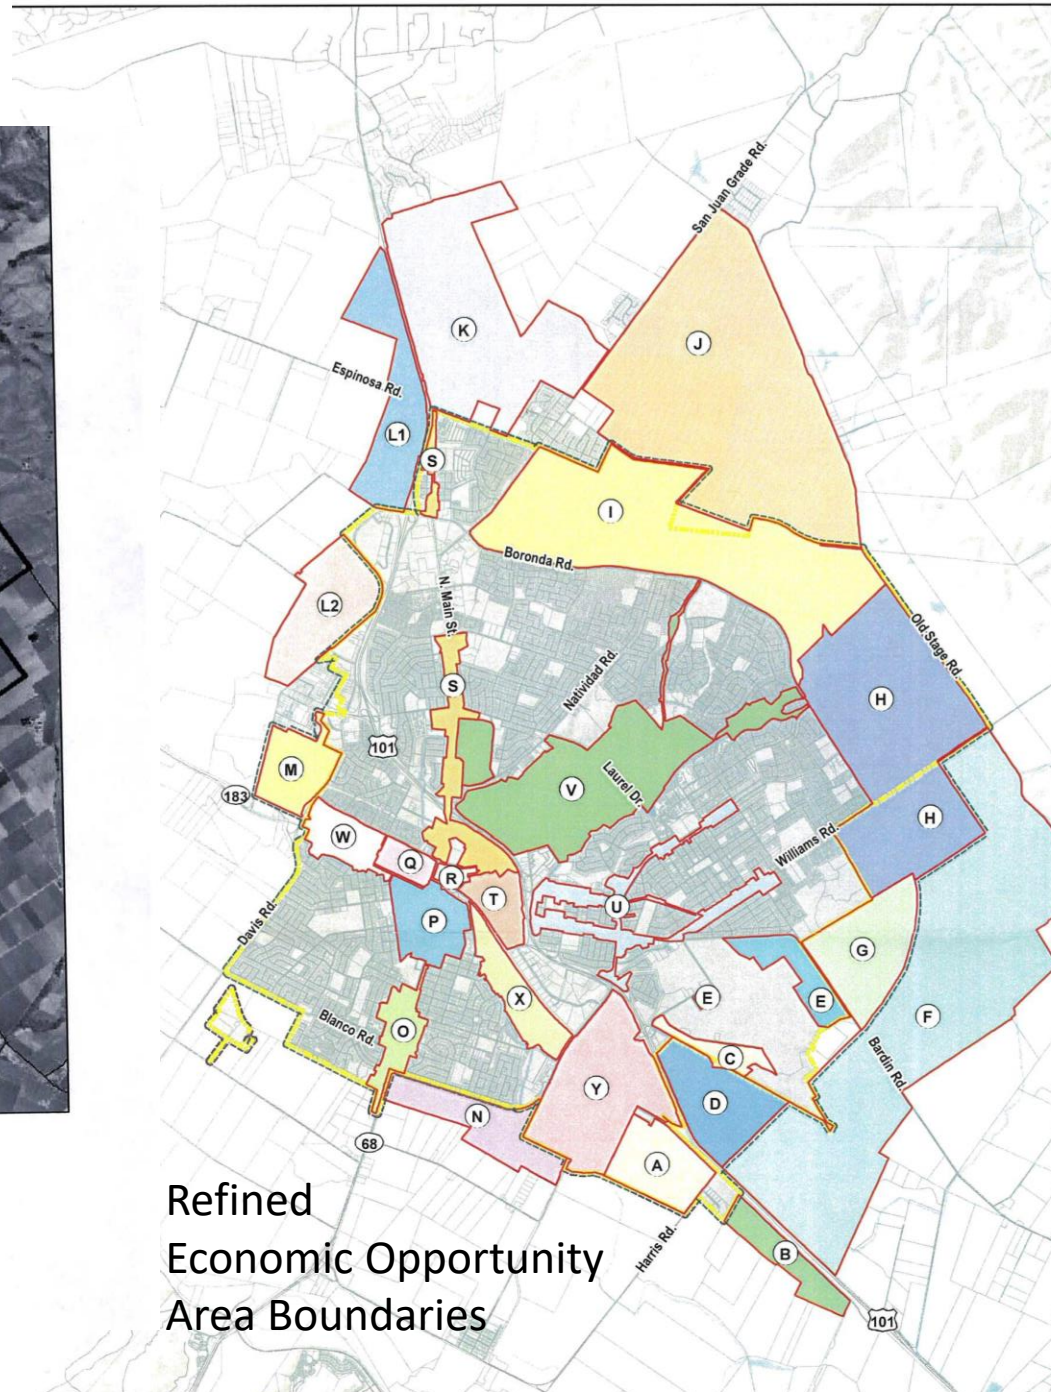 San Juan Grade Rd.
K
J
Espinosa Rd.
L1
S
I
Boronda Rd.
L2
N. Main St.
Old Stage Rd.
Natividad Rd.
S
H
101
M
V
Laurel Dr.
183
H
W
Williams Rd.
Q
R
T
U
P
Davis Rd.
G
X
E
E
F
O
Blanco Rd.
C
Bardin Rd.
Y
D
N
68
A
Refined
Economic Opportunity
Area Boundaries
Harris Rd.
B
101